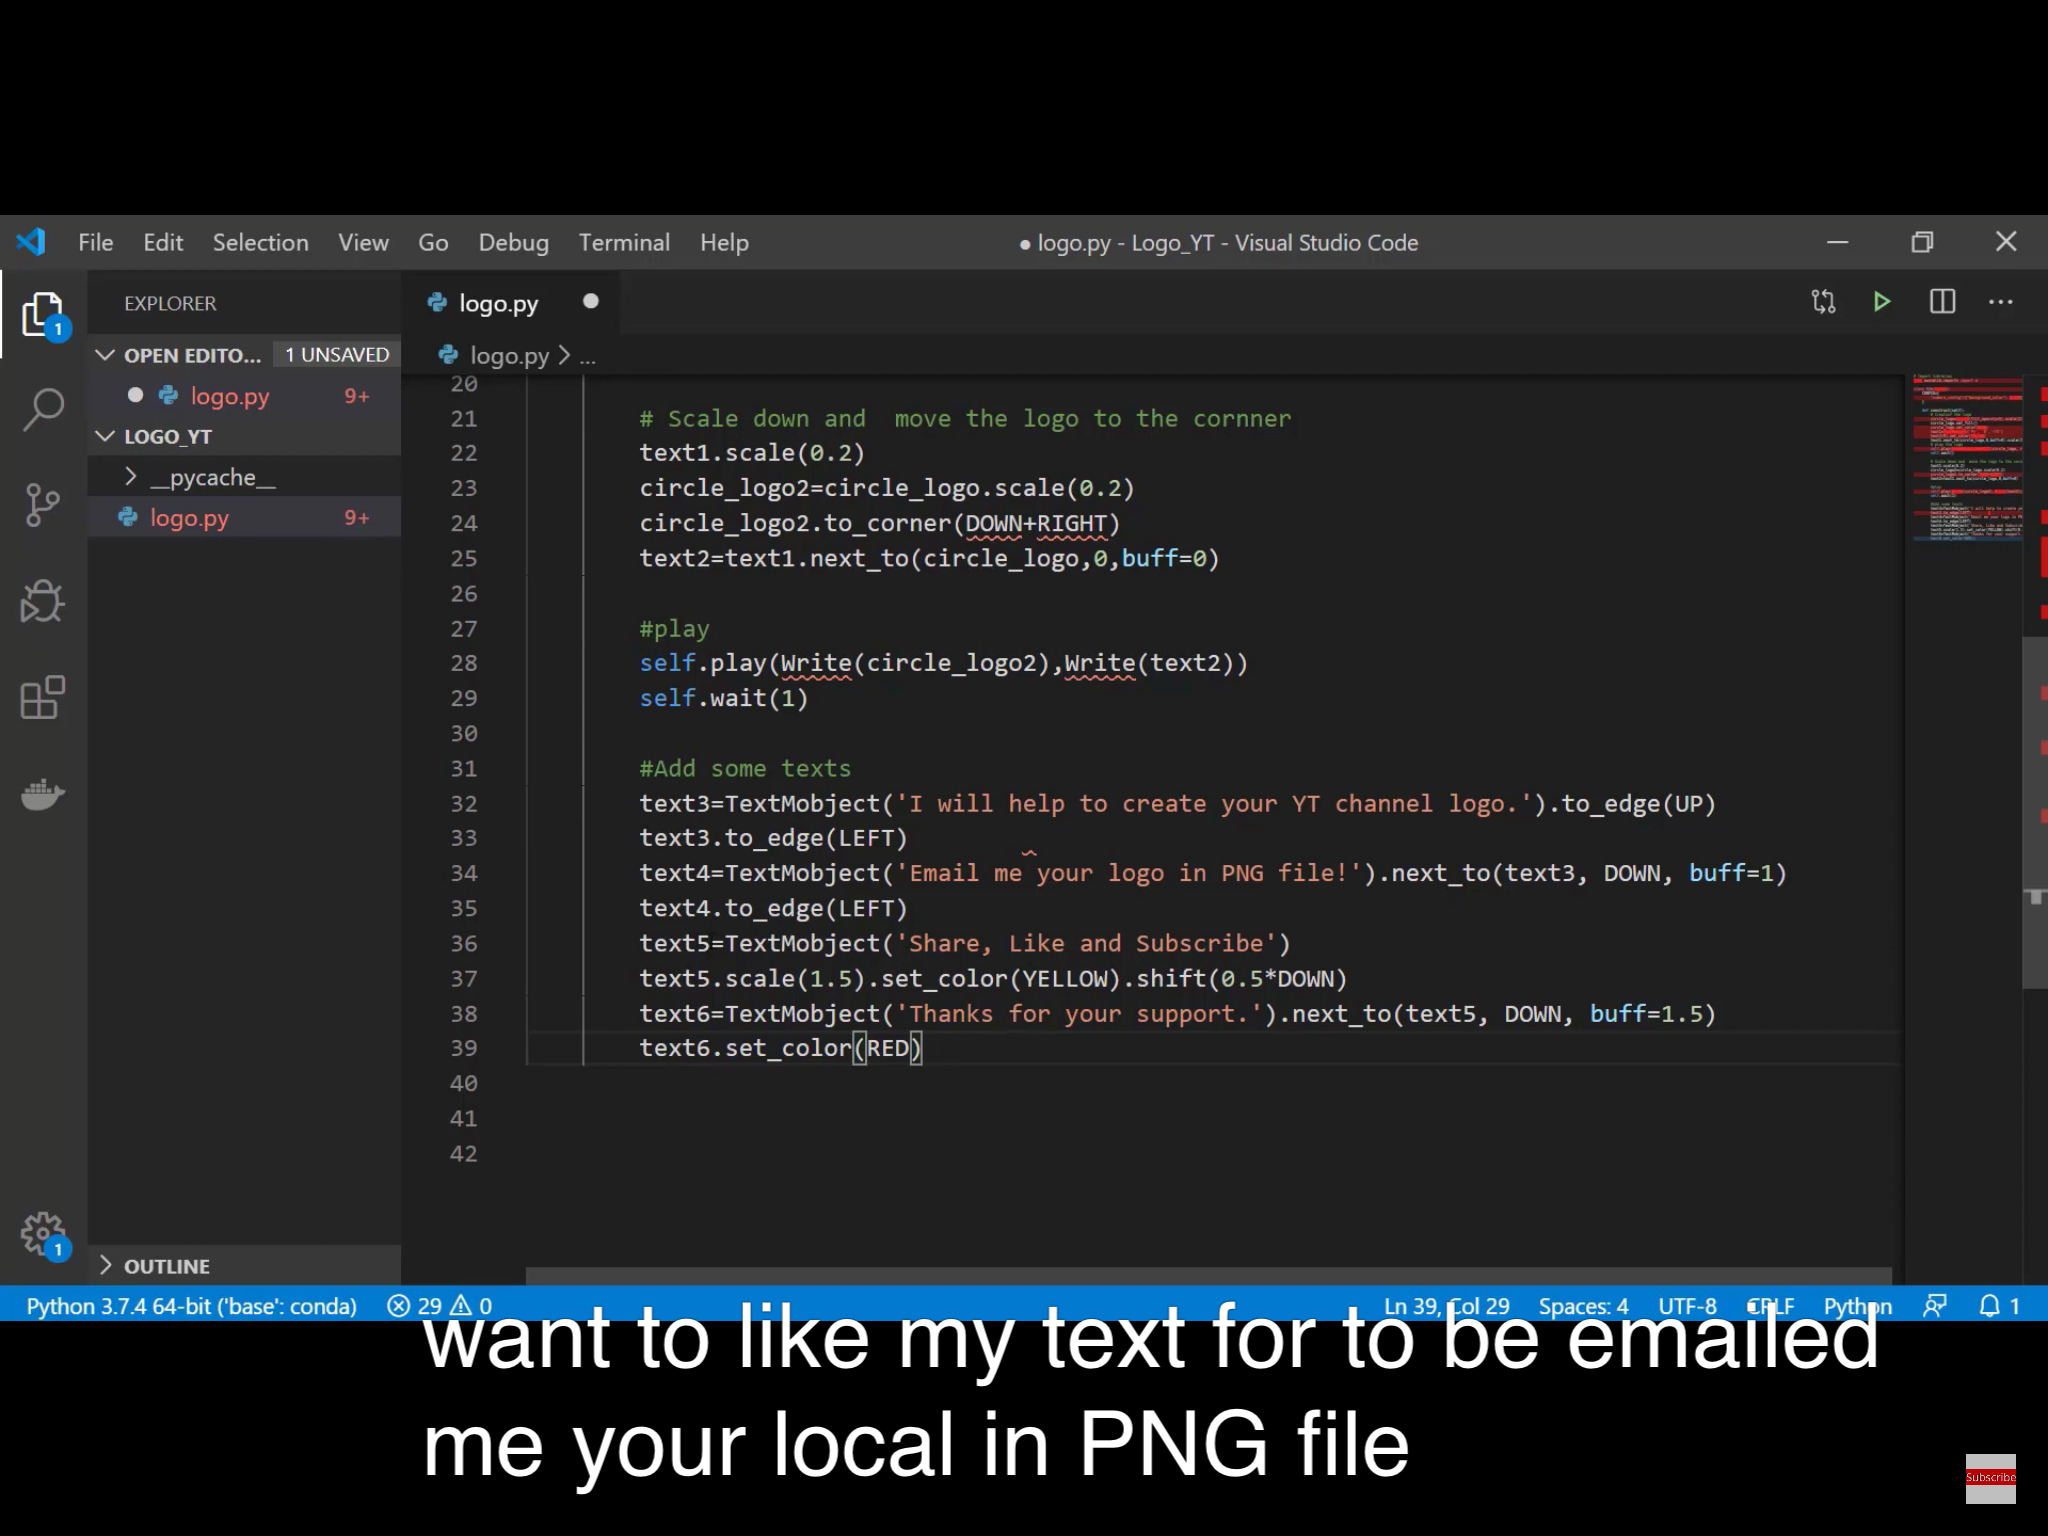 File Edit Selection View Go Debug Terminal Help ● logo.py - Logo_YT - Visual Studio Code
EXPLORER
logo.py
OPEN EDITO... 1 UNSAVED
logo.py > ...
logo.py 9+
LOGO_YT
__pycache__
logo.py 9+
20
21 # Scale down and  move the logo to the cornner
22 text1.scale(0.2)
23 circle_logo2=circle_logo.scale(0.2)
24 circle_logo2.to_corner(DOWN+RIGHT)
25 text2=text1.next_to(circle_logo,0,buff=0)
26
27 #play
28 self.play(Write(circle_logo2),Write(text2))
29 self.wait(1)
30
31 #Add some texts
32 text3=TextMobject('I will help to create your YT channel logo.').to_edge(UP)
33 text3.to_edge(LEFT)
34 text4=TextMobject('Email me your logo in PNG file!').next_to(text3, DOWN, buff=1)
35 text4.to_edge(LEFT)
36 text5=TextMobject('Share, Like and Subscribe')
37 text5.scale(1.5).set_color(YELLOW).shift(0.5*DOWN)
38 text6=TextMobject('Thanks for your support.').next_to(text5, DOWN, buff=1.5)
39 text6.set_color(RED)
40
41
42
1
1
OUTLINE
Python 3.7.4 64-bit ('base': conda) 29 0 Ln 39, Col 29 Spaces: 4 UTF-8 CRLF Python 1
want to like my text for to be emailed
me your local in PNG file
Subscribe